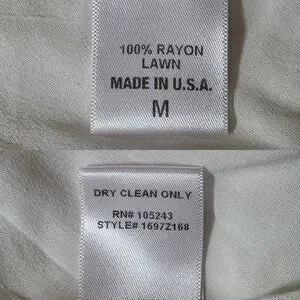 100% RAYON
LAWN
MADE IN U.S.A.
M
DRY CLEAN ONLY
RN# 105243
STYLE# 1697Z168